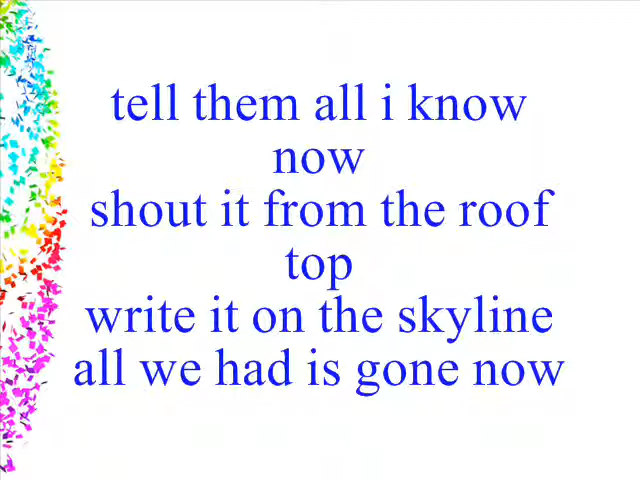 tell them all i know
now
shout it from the roof
top
write it on the skyline
all we had is gone now